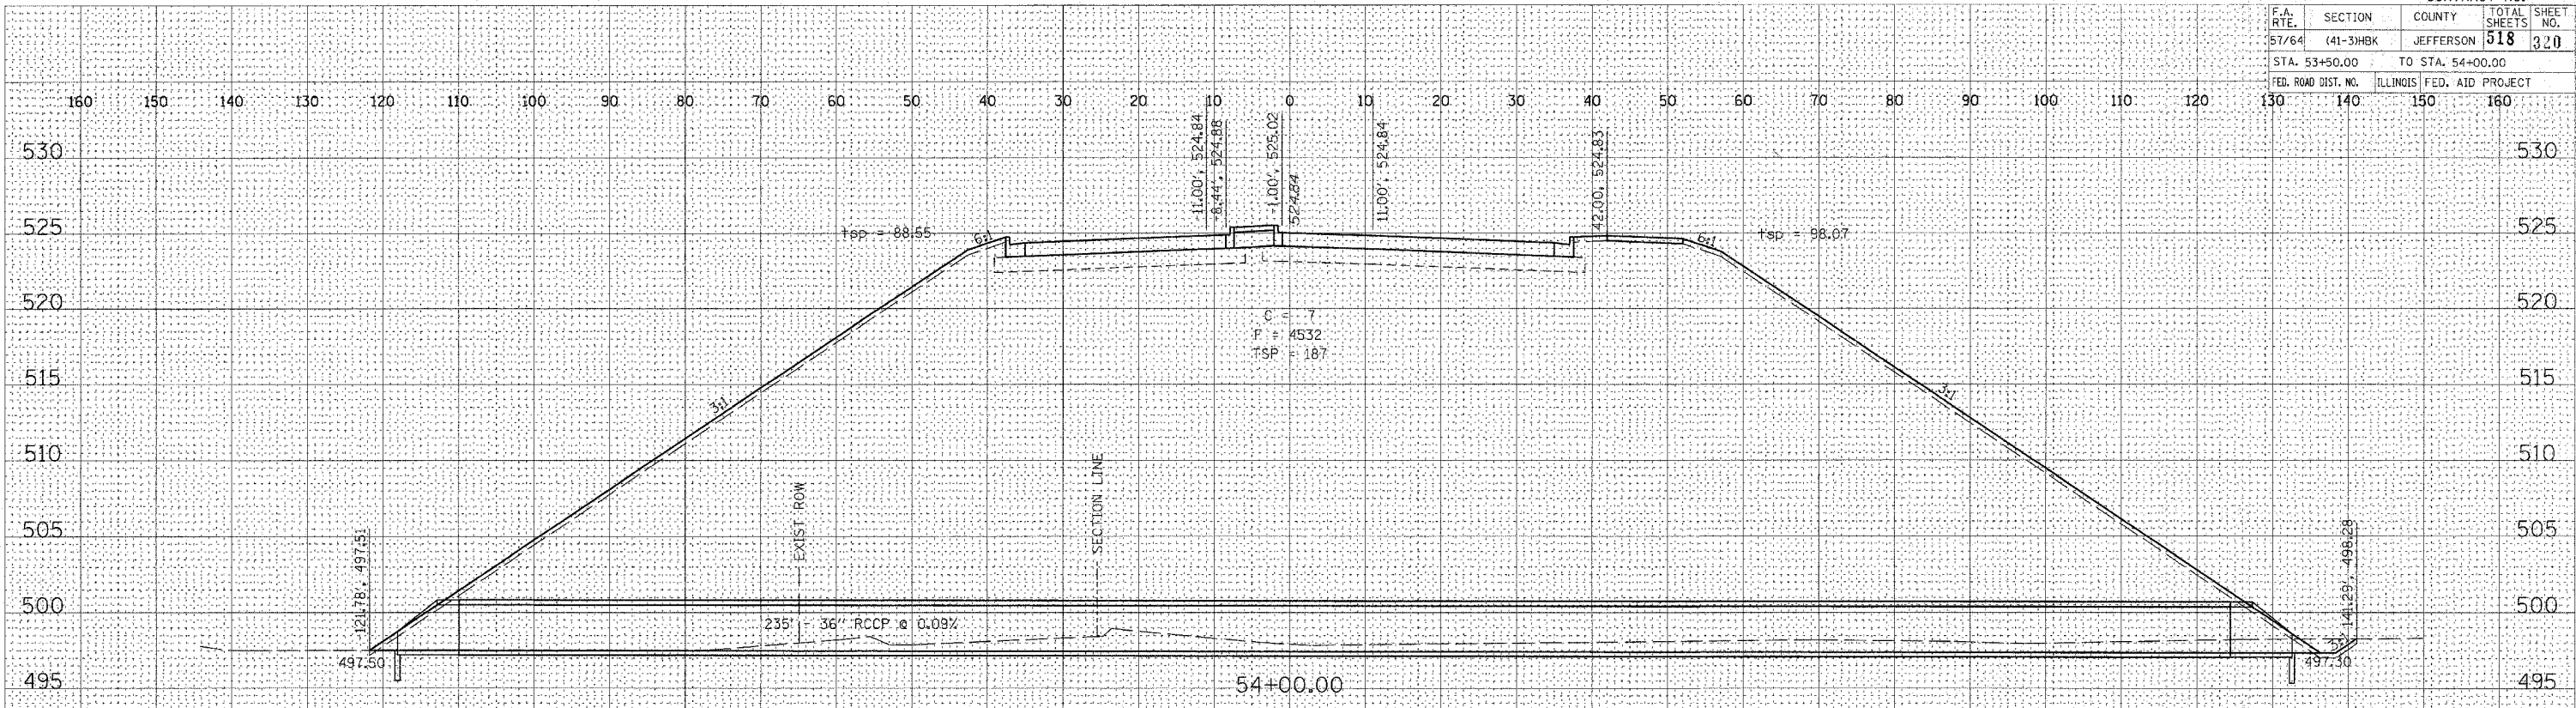 F.A. RTE. SECTION COUNTY TOTAL SHEETS SHEET NO.
57/64 (41-3)HBK JEFFERSON 518 320
STA. 53+50.00 TO STA. 54+00.00
FED. ROAD DIST. NO. ILLINOIS FED. AID PROJECT
160 150 140 130 120 110 100 90 80 70 60 50 40 30 20 10 0 10 20 30 40 50 60 70 80 90 100 110 120 130 140 150 160
11.00', 524.84
-8.44', 524.88
-1.00', 525.02
524.84
11.00', 524.84
42.00, 524.83
530 530
525 525
tsp = 88.55
6:1
6:1
tsp = 98.07
520 520
C = 7
F = 4532
TSP = 187
515 515
3:1
3:1
510 510
EXIST ROW
SECTION LINE
505 505
121.78, 497.51
141.29', 498.28
500 500
235' - 36" RCCP @ 0.09%
497.50
497.30
495 495
54+00.00